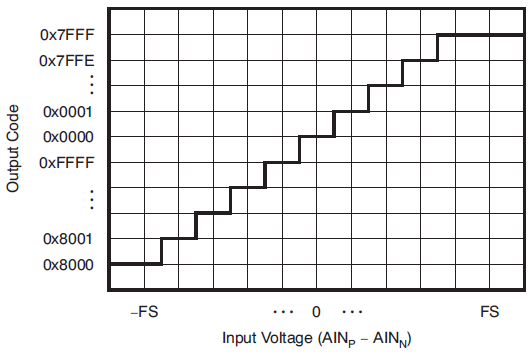 Output Code
0x7FFF
0x7FFE
⋮
0x0001
0x0000
0xFFFF
⋮
0x8001
0x8000
–FS ··· 0 ··· FS
Input Voltage (AINP – AINN)